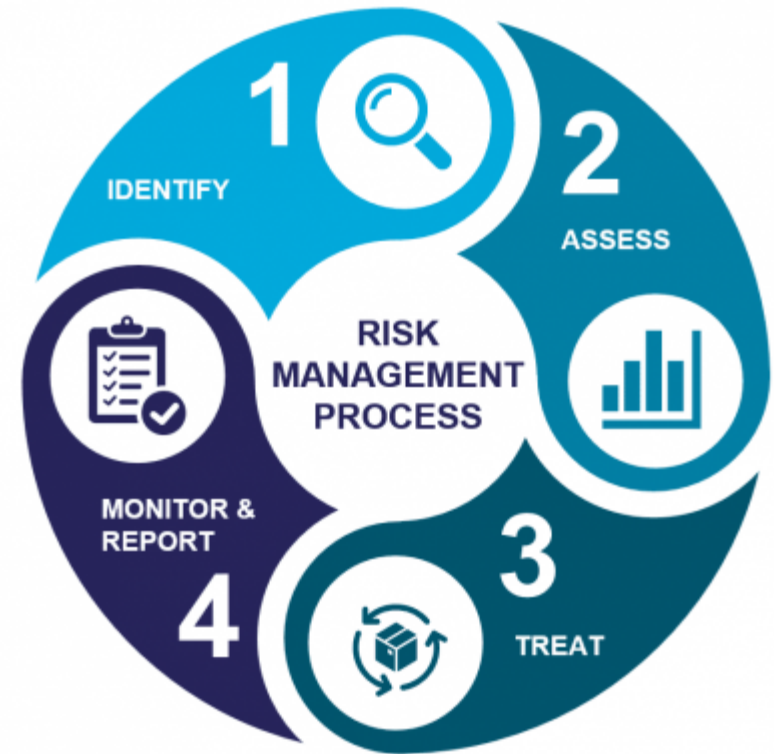 1
IDENTIFY
2
ASSESS
RISK
MANAGEMENT
PROCESS
3
TREAT
MONITOR &
REPORT
4